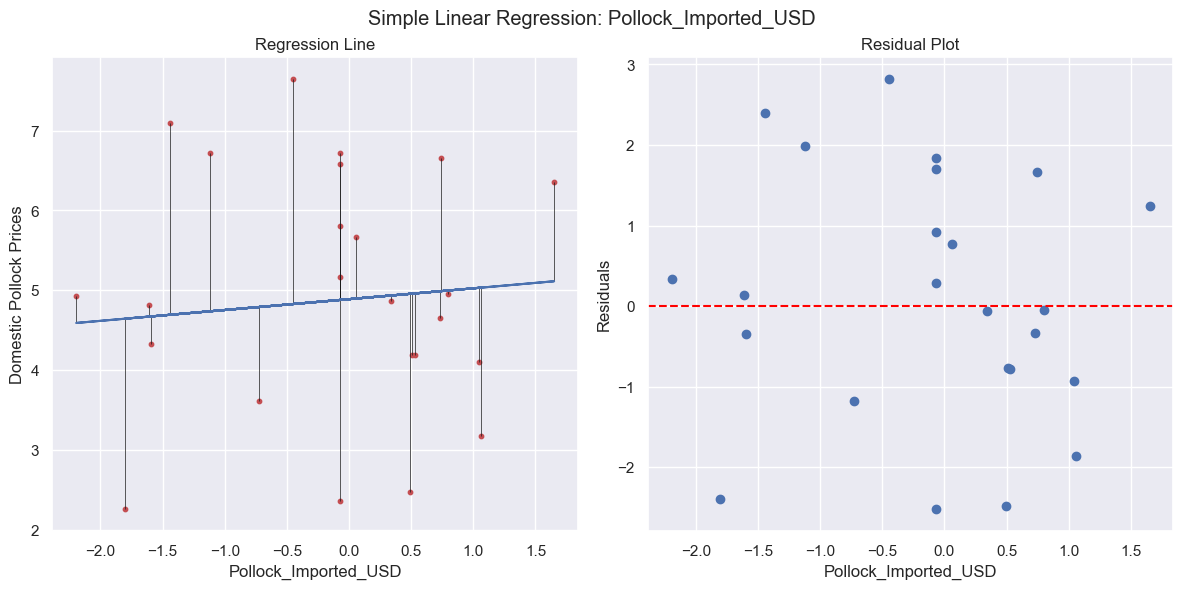 Simple Linear Regression: Pollock_Imported_USD
Regression Line
Domestic Pollock Prices
7
6
5
4
3
2
−2.0 −1.5 −1.0 −0.5 0.0 0.5 1.0 1.5
Pollock_Imported_USD
Residual Plot
Residuals
3
2
1
0
−1
−2
−2.0 −1.5 −1.0 −0.5 0.0 0.5 1.0 1.5
Pollock_Imported_USD